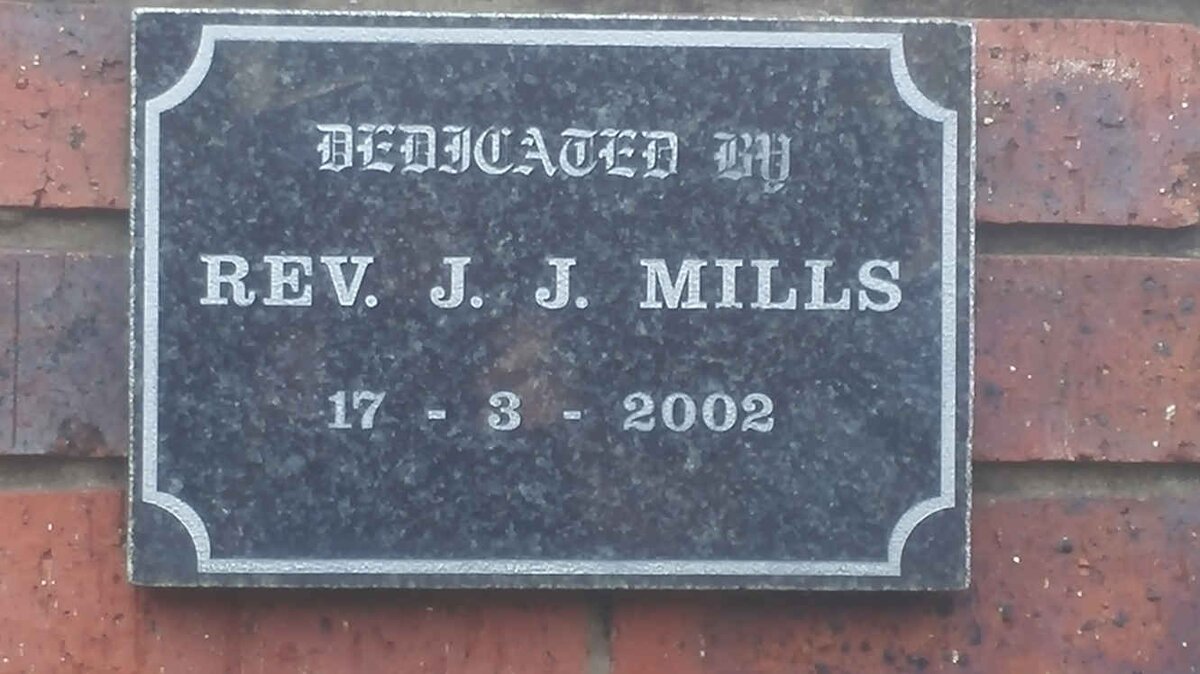 DEDICATED BY
REV. J. J. MILLS
17 - 3 - 2002